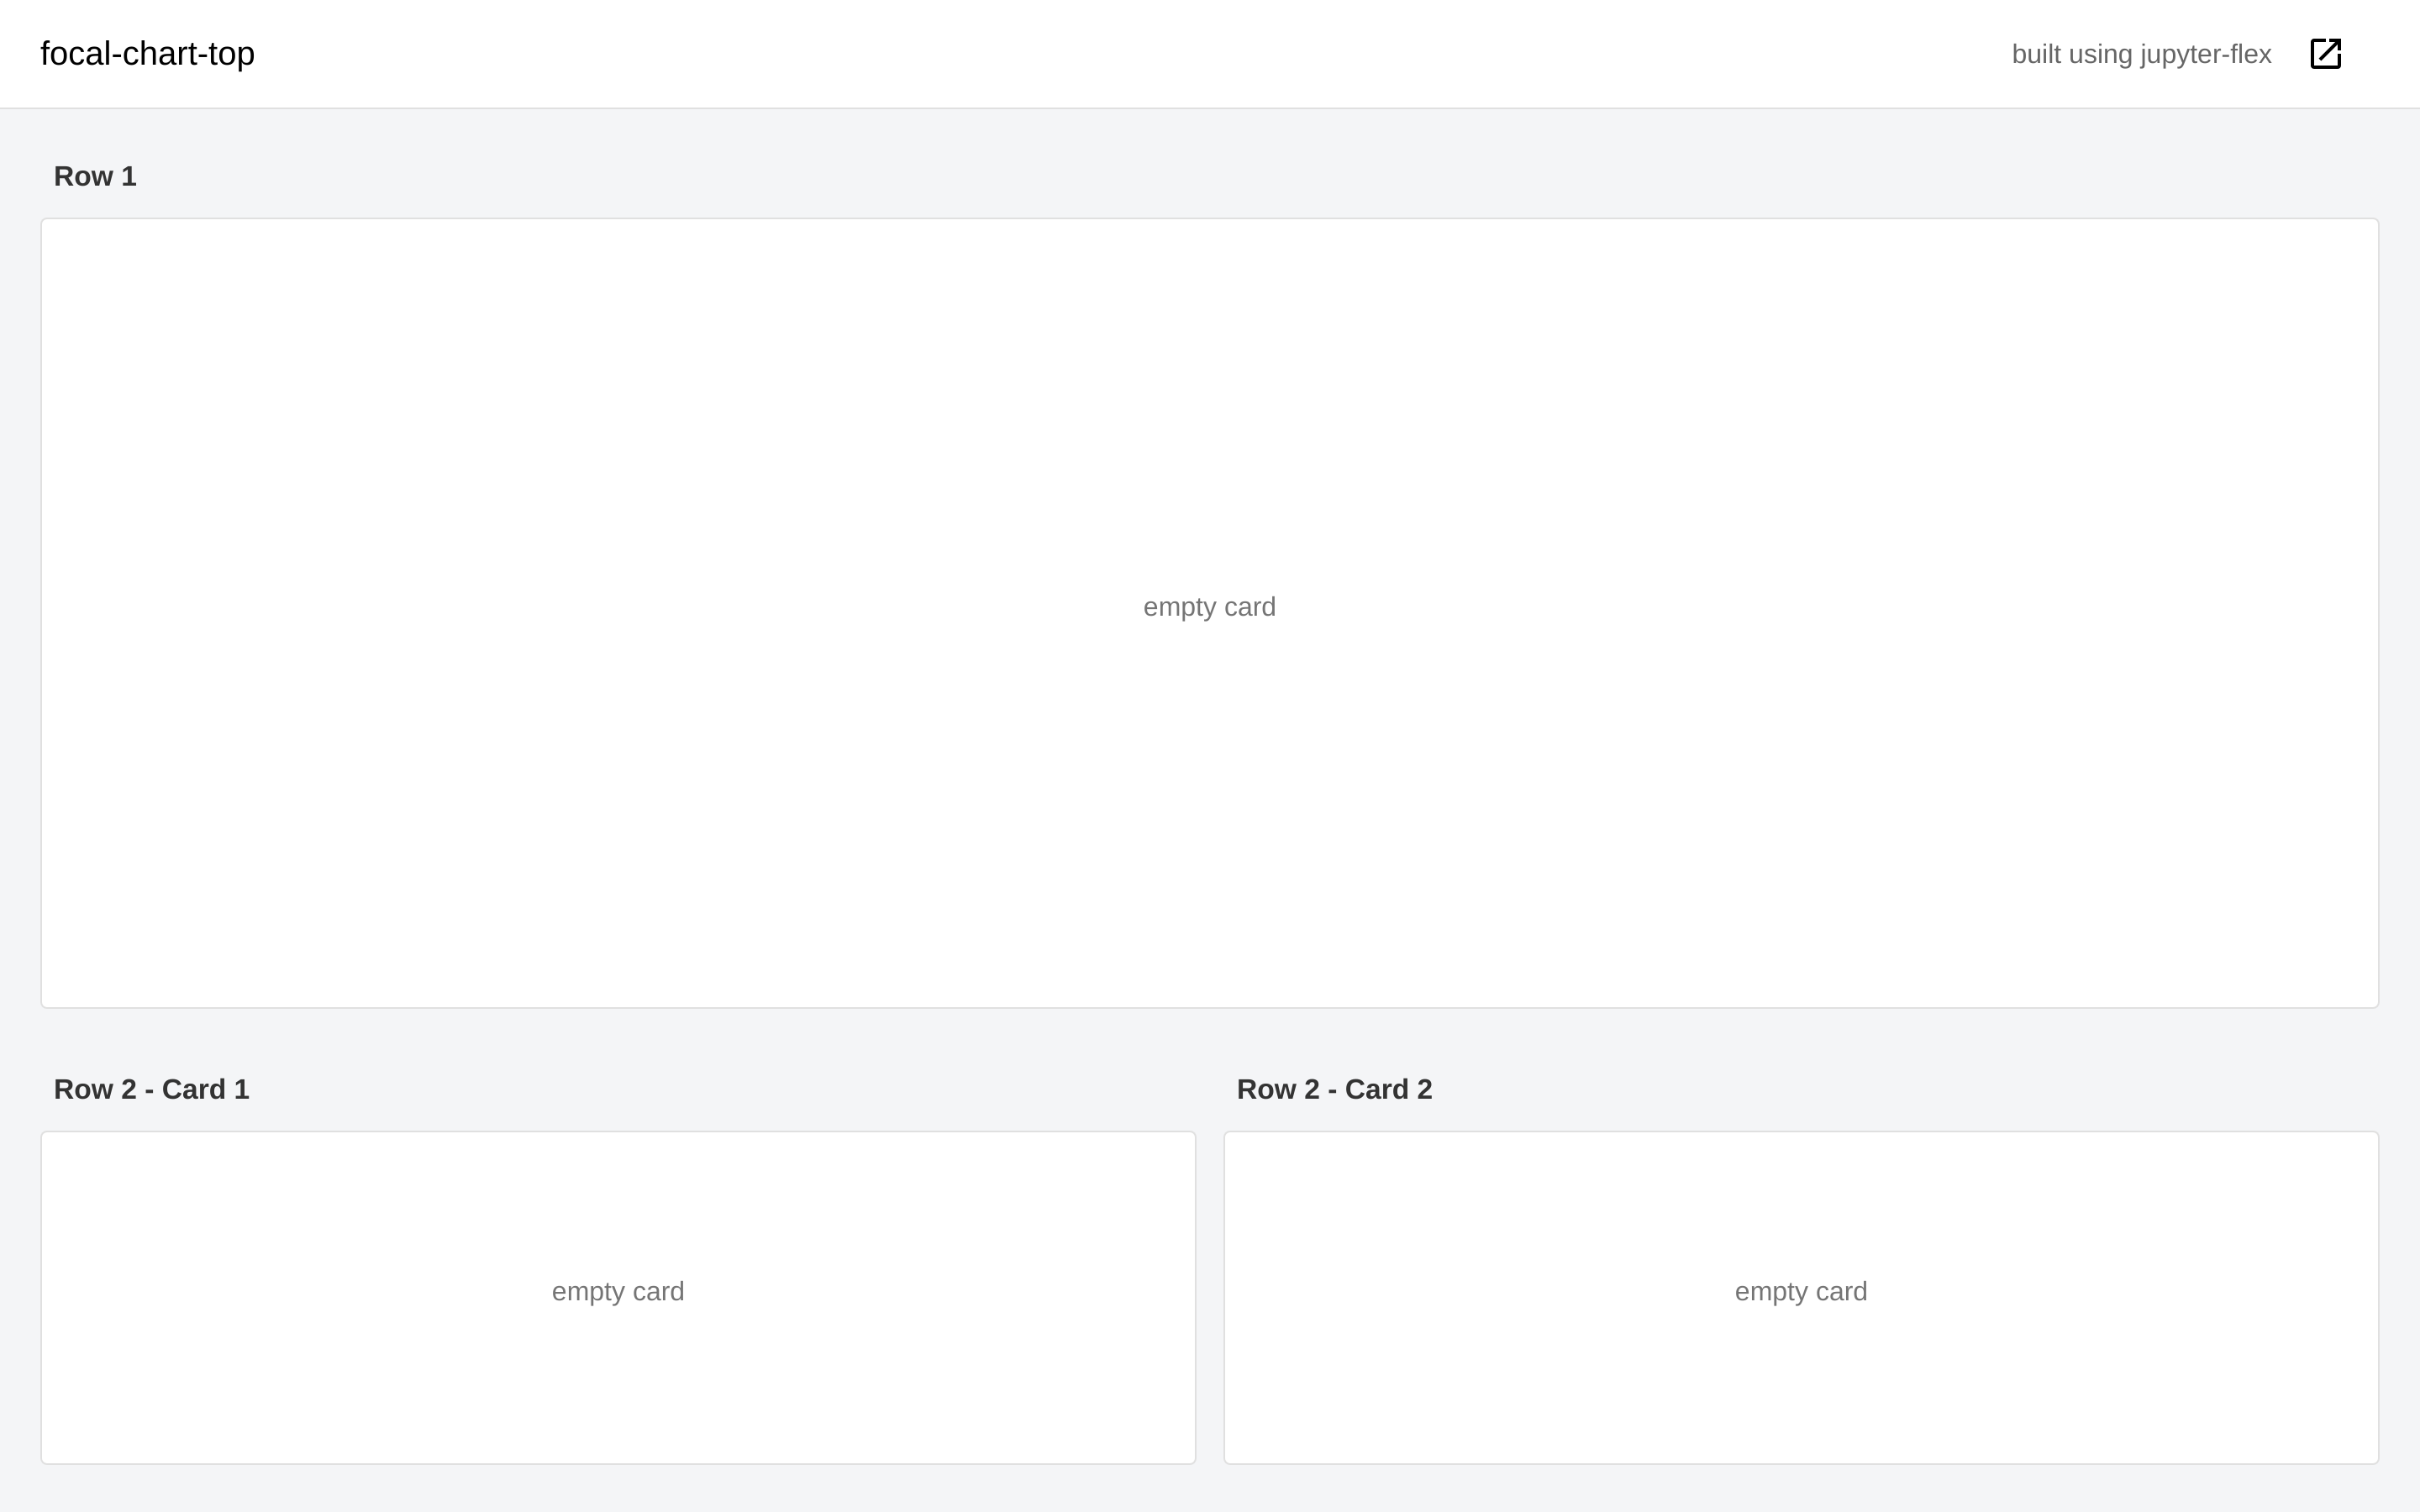 focal-chart-top
built using jupyter-flex
Row 1
empty card
Row 2 - Card 1
Row 2 - Card 2
empty card
empty card